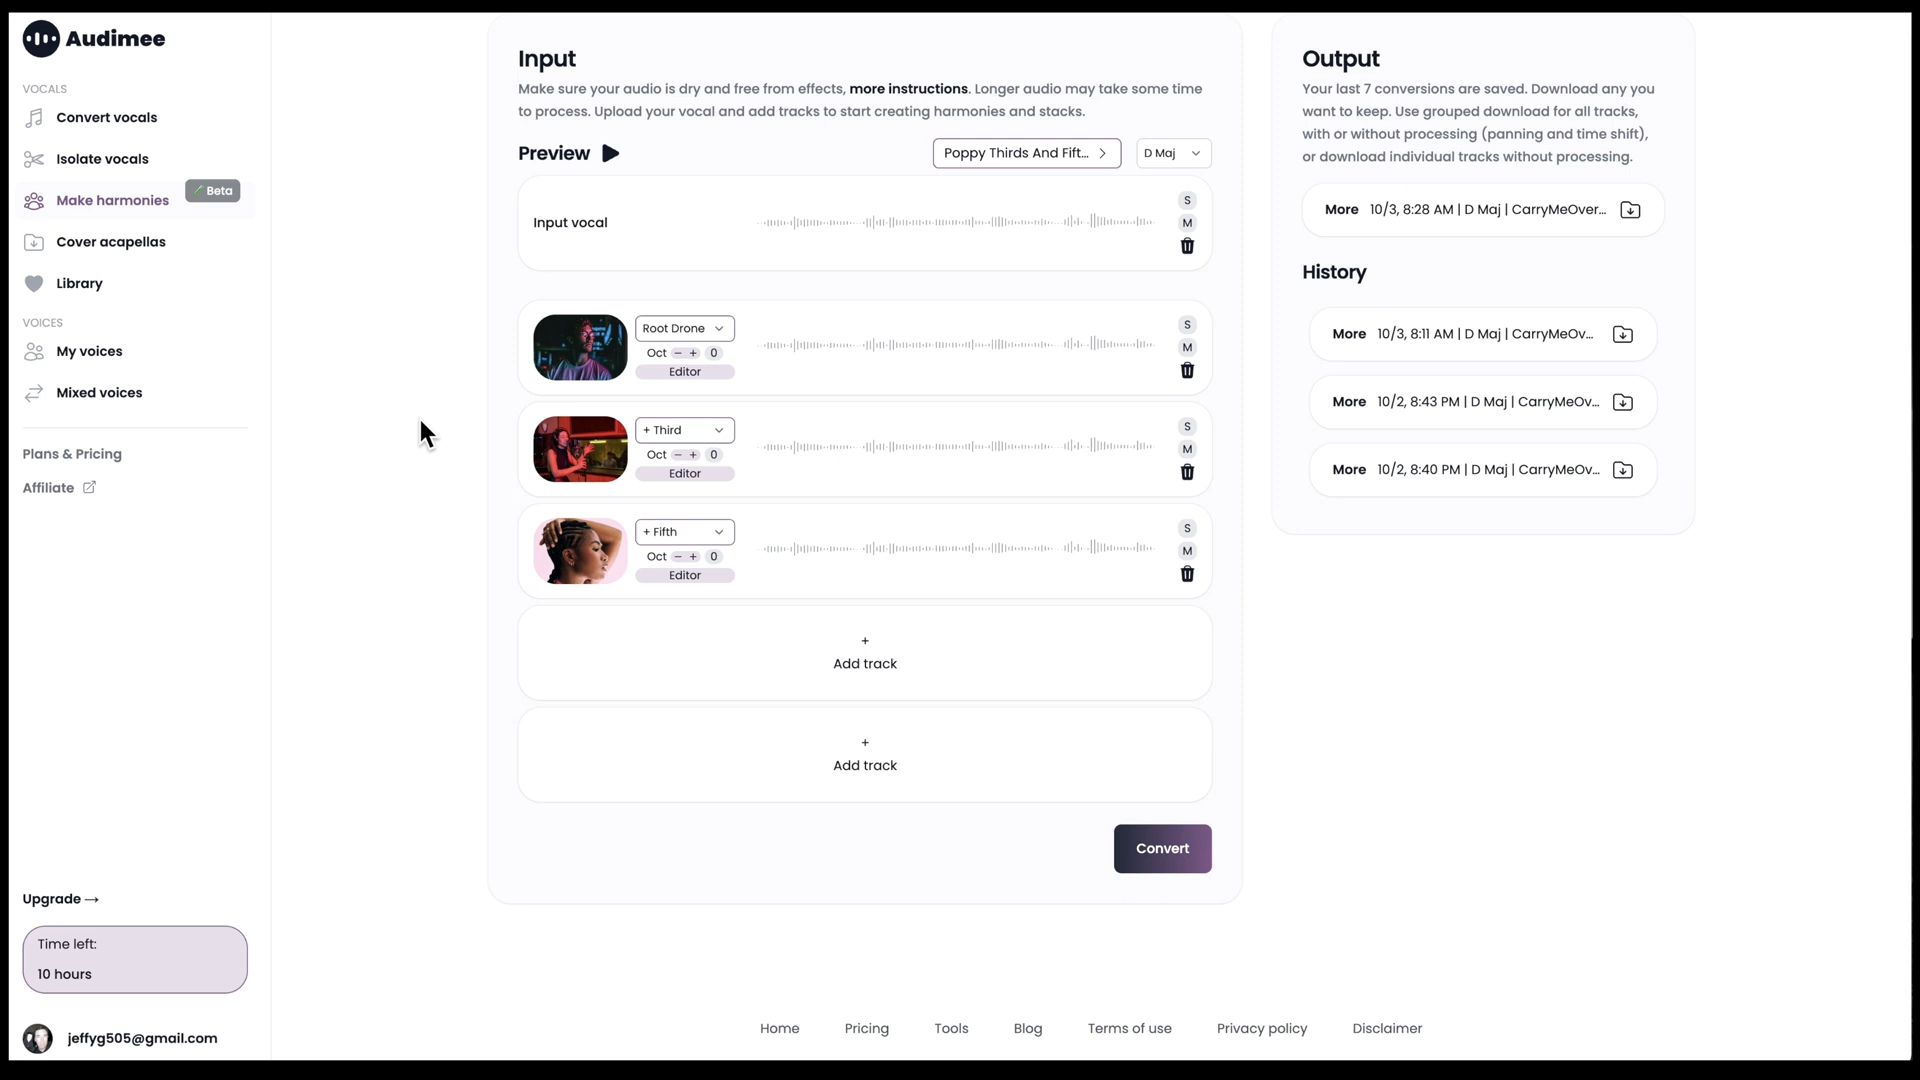 Audimee
VOCALS
Convert vocals
Isolate vocals
Make harmonies
Beta
Cover acapellas
Library
VOICES
My voices
Mixed voices
Plans & Pricing
Affiliate
Upgrade →
Time left:
10 hours
jeffyg505@gmail.com
Input
Make sure your audio is dry and free from effects, more instructions. Longer audio may take some time
to process. Upload your vocal and add tracks to start creating harmonies and stacks.
Preview
Poppy Thirds And Fift...
D Maj
Input vocal
S
M
Root Drone
Oct − + 0
Editor
S
M
+ Third
Oct − + 0
Editor
S
M
+ Fifth
Oct − + 0
Editor
S
M
+
Add track
+
Add track
Convert
Output
Your last 7 conversions are saved. Download any you
want to keep. Use grouped download for all tracks,
with or without processing (panning and time shift),
or download individual tracks without processing.
More 10/3, 8:28 AM | D Maj | CarryMeOver...
History
More 10/3, 8:11 AM | D Maj | CarryMeOv...
More 10/2, 8:43 PM | D Maj | CarryMeOv...
More 10/2, 8:40 PM | D Maj | CarryMeOv...
Home Pricing Tools Blog Terms of use Privacy policy Disclaimer